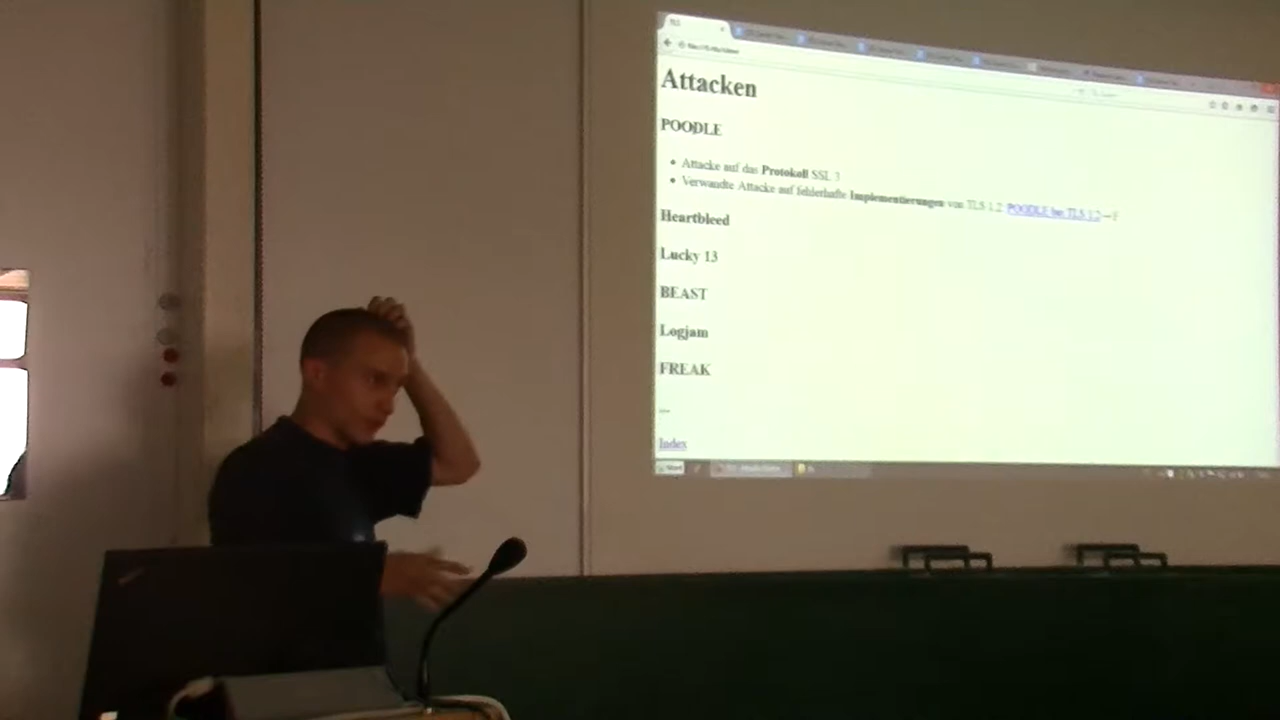 Attacken
POODLE
Attacke auf das Protokoll SSL 3
Verwandte Attacke auf fehlerhafte Implementierungen von TLS 1.2: POODLE bei TLS 1.2
Heartbleed
Lucky 13
BEAST
Logjam
FREAK
...
Index
Start